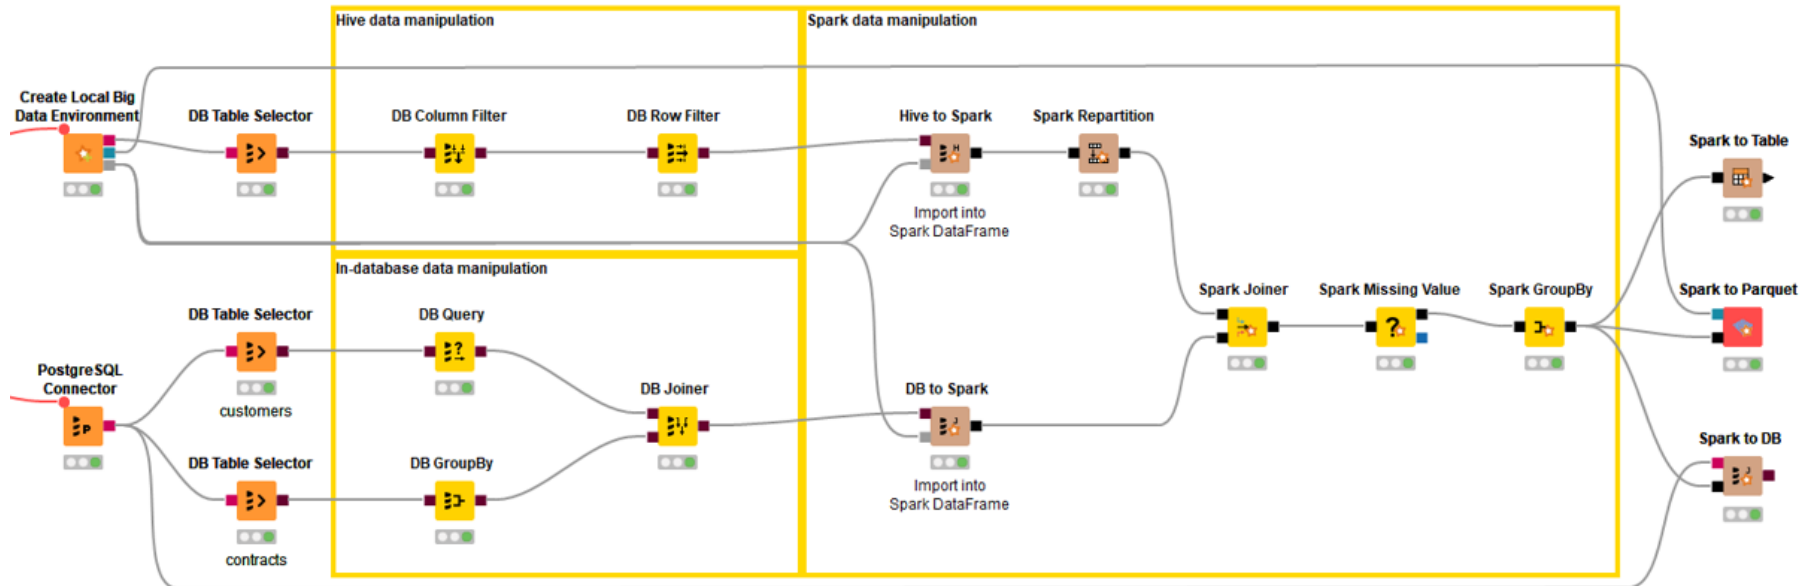 Hive data manipulation
Spark data manipulation
Create Local Big
Data Environment
DB Table Selector
DB Column Filter
DB Row Filter
Hive to Spark
Spark Repartition
Spark to Table
H
Import into
Spark DataFrame
In-database data manipulation
DB Table Selector
DB Query
Spark Joiner
Spark Missing Value
Spark GroupBy
Spark to Parquet
?
?
PostgreSQL
Connector
customers
DB Joiner
DB to Spark
P
J
Spark to DB
DB Table Selector
DB GroupBy
J
Import into
Spark DataFrame
contracts